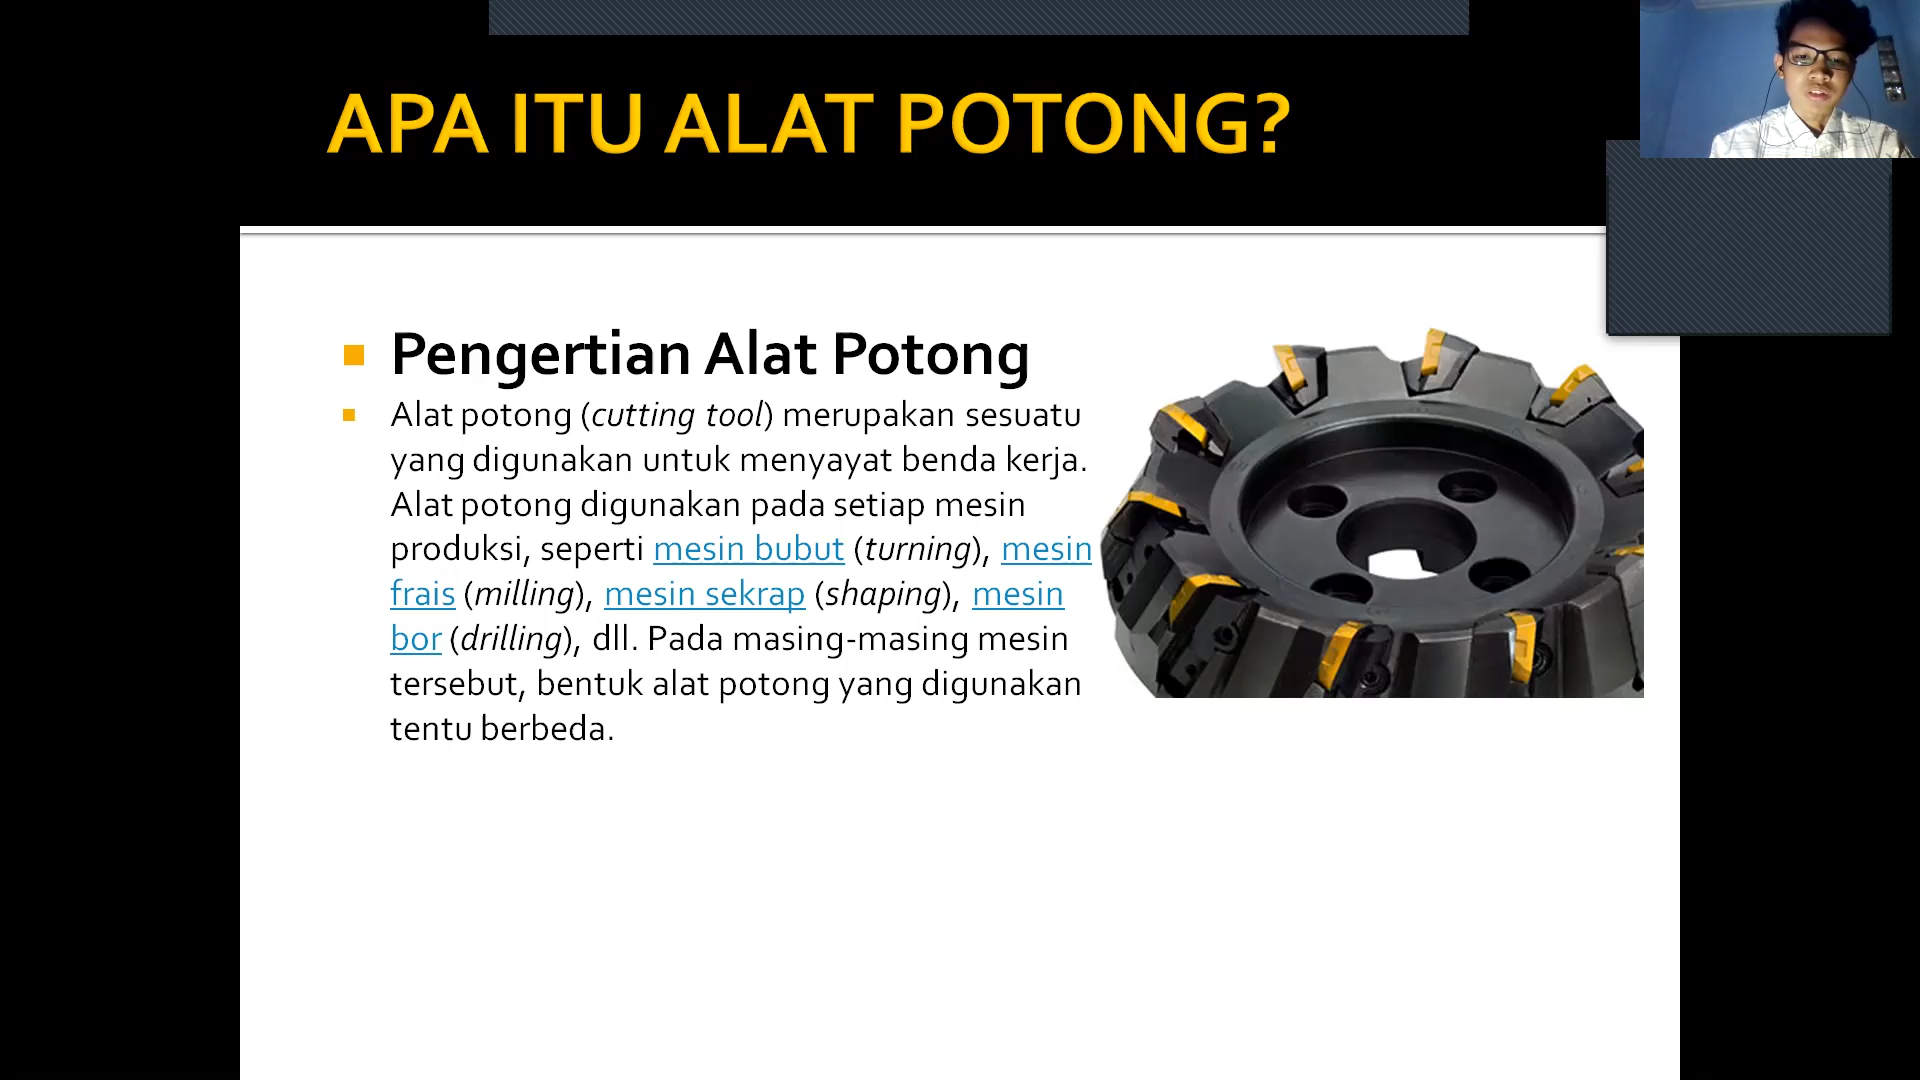 APA ITU ALAT POTONG?
Pengertian Alat Potong
Alat potong (cutting tool) merupakan sesuatu
yang digunakan untuk menyayat benda kerja.
Alat potong digunakan pada setiap mesin
produksi, seperti mesin bubut (turning), mesin
frais (milling), mesin sekrap (shaping), mesin
bor (drilling), dll. Pada masing-masing mesin
tersebut, bentuk alat potong yang digunakan
tentu berbeda.